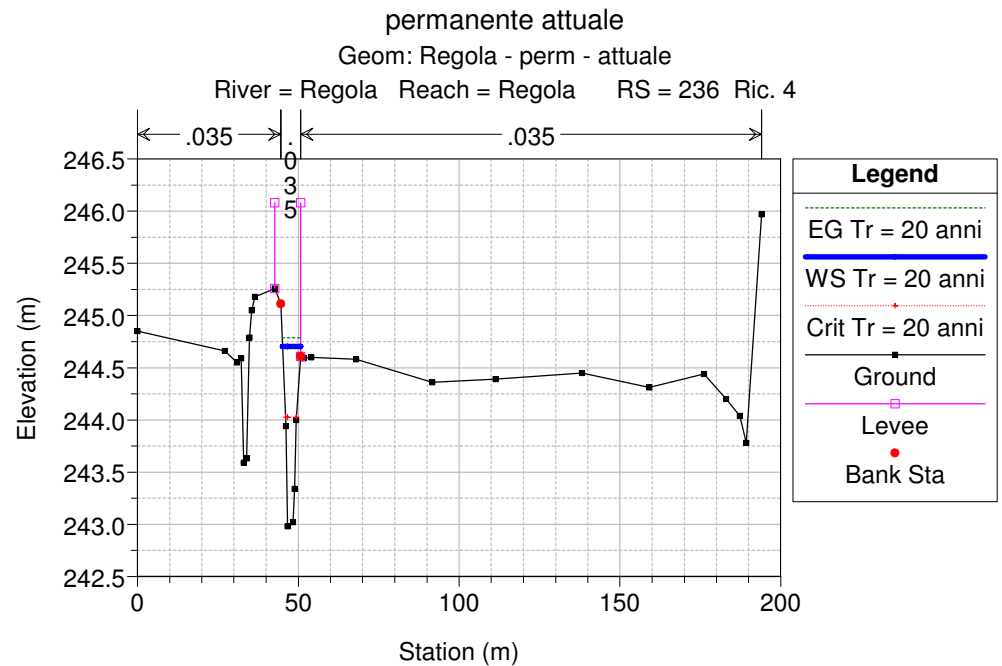 permanente attuale
Geom: Regola - perm - attuale
River = Regola Reach = Regola RS = 236 Ric. 4
.035
.035
.035
246.5
246.0
245.5
245.0
244.5
244.0
243.5
243.0
242.5
0
50
100
150
200
Station (m)
Elevation (m)
Legend
EG Tr = 20 anni
WS Tr = 20 anni
Crit Tr = 20 anni
Ground
Levee
Bank Sta